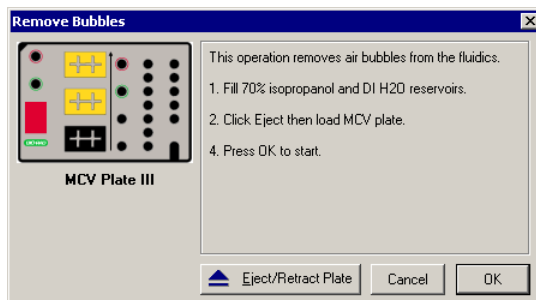 Remove Bubbles
This operation removes air bubbles from the fluidics.
1. Fill 70% isopropanol and DI H2O reservoirs.
2. Click Eject then load MCV plate.
4. Press OK to start.
MCV Plate III
Eject/Retract Plate
Cancel
OK